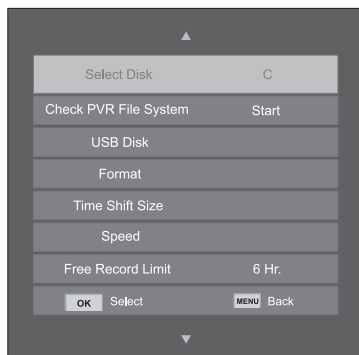 Select Disk C
Check PVR File System Start
USB Disk
Format
Time Shift Size
Speed
Free Record Limit 6 Hr.
OK Select MENU Back